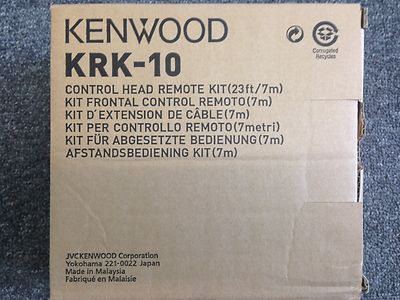 KENWOOD
KRK-10
Corrugated
Recycles
CONTROL HEAD REMOTE KIT(23ft/7m)
KIT FRONTAL CONTROL REMOTO(7m)
KIT D'EXTENSION DE CÂBLE(7m)
KIT PER CONTROLLO REMOTO(7metri)
KIT FÜR ABGESETZTE BEDIENUNG(7m)
AFSTANDSBEDIENING KIT(7m)
JVCKENWOOD Corporation
Yokohama 221-0022 Japan
Made in Malaysia
Fabriqué en Malaisie